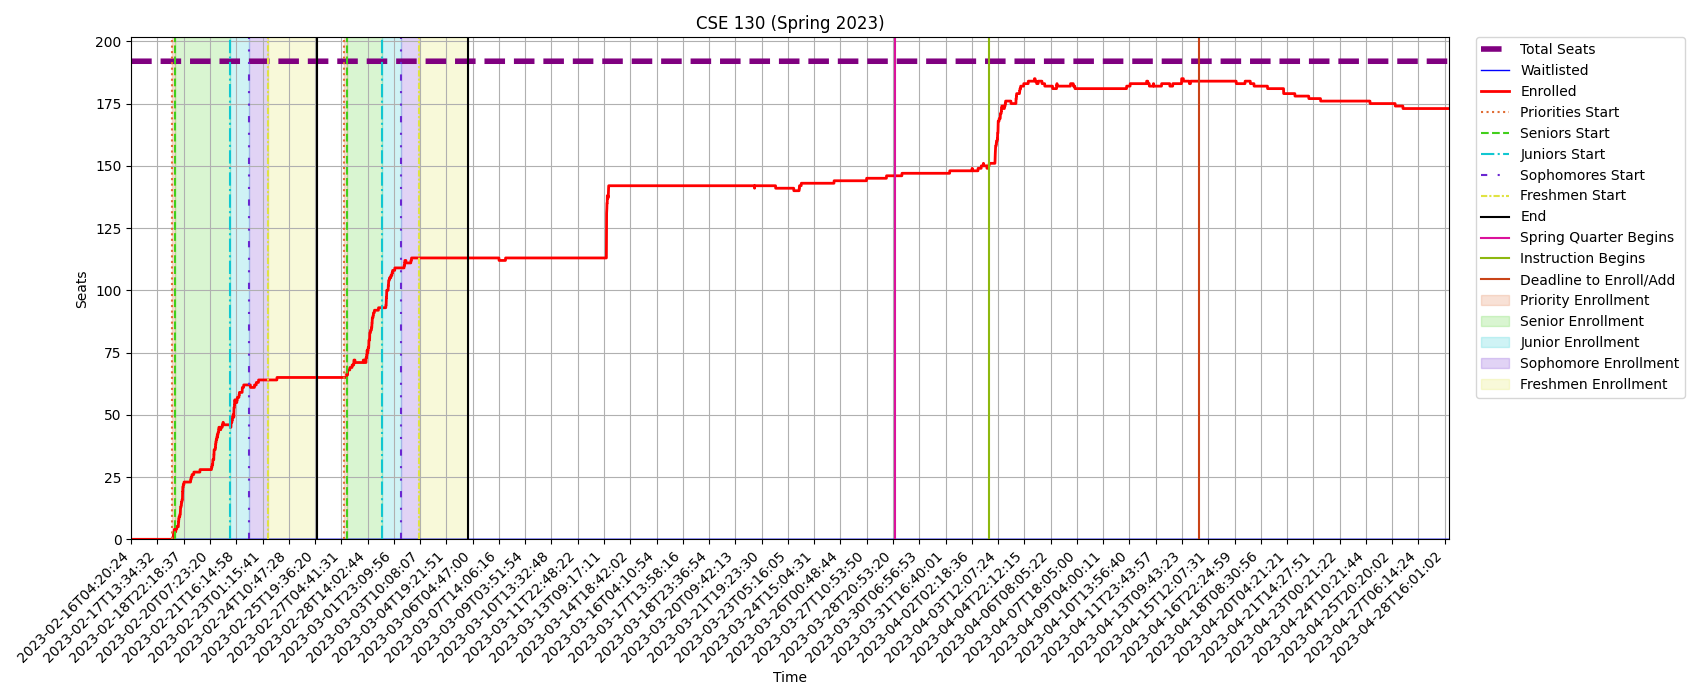 CSE 130 (Spring 2023)
200
175
150
125
100
75
50
25
0
Seats
2023-02-16T04:20:24
2023-02-17T13:34:32
2023-02-18T22:18:37
2023-02-20T07:23:20
2023-02-21T16:14:58
2023-02-23T01:15:42
2023-02-24T10:47:28
2023-02-25T19:36:20
2023-02-27T04:41:31
2023-02-28T14:02:44
2023-03-01T23:09:56
2023-03-03T10:08:07
2023-03-04T19:21:51
2023-03-06T04:47:00
2023-03-07T14:06:16
2023-03-09T03:51:54
2023-03-10T13:32:48
2023-03-11T22:48:22
2023-03-13T09:17:11
2023-03-14T18:42:02
2023-03-16T04:10:54
2023-03-17T13:58:16
2023-03-18T23:36:54
2023-03-20T09:42:13
2023-03-21T19:23:30
2023-03-23T05:16:05
2023-03-24T15:04:31
2023-03-26T00:48:44
2023-03-27T10:53:50
2023-03-28T20:53:20
2023-03-30T06:56:53
2023-03-31T16:40:01
2023-04-02T02:18:36
2023-04-03T12:07:24
2023-04-04T22:12:15
2023-04-06T08:05:22
2023-04-07T18:05:00
2023-04-09T04:00:11
2023-04-10T13:56:40
2023-04-11T23:43:57
2023-04-13T09:43:23
2023-04-15T12:07:31
2023-04-16T22:24:59
2023-04-18T08:30:56
2023-04-20T04:21:21
2023-04-21T14:27:51
2023-04-23T00:21:22
2023-04-24T10:21:44
2023-04-25T20:20:02
2023-04-27T06:14:24
2023-04-28T16:01:02
Time
Total Seats
Waitlisted
Enrolled
Priorities Start
Seniors Start
Juniors Start
Sophomores Start
Freshmen Start
End
Spring Quarter Begins
Instruction Begins
Deadline to Enroll/Add
Priority Enrollment
Senior Enrollment
Junior Enrollment
Sophomore Enrollment
Freshmen Enrollment